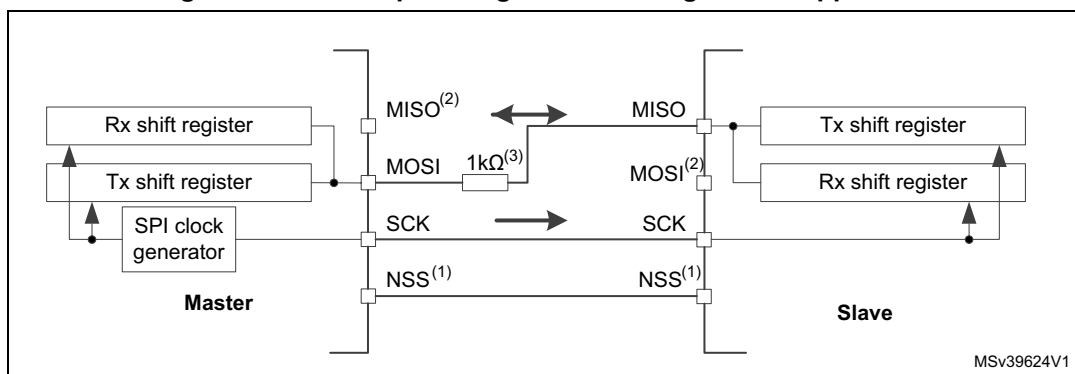 MISO(2)
MISO
Rx shift register
Tx shift register
MOSI
1kΩ(3)
MOSI(2)
Tx shift register
Rx shift register
SPI clock
generator
SCK
SCK
NSS(1)
NSS(1)
Master
Slave
MSv39624V1